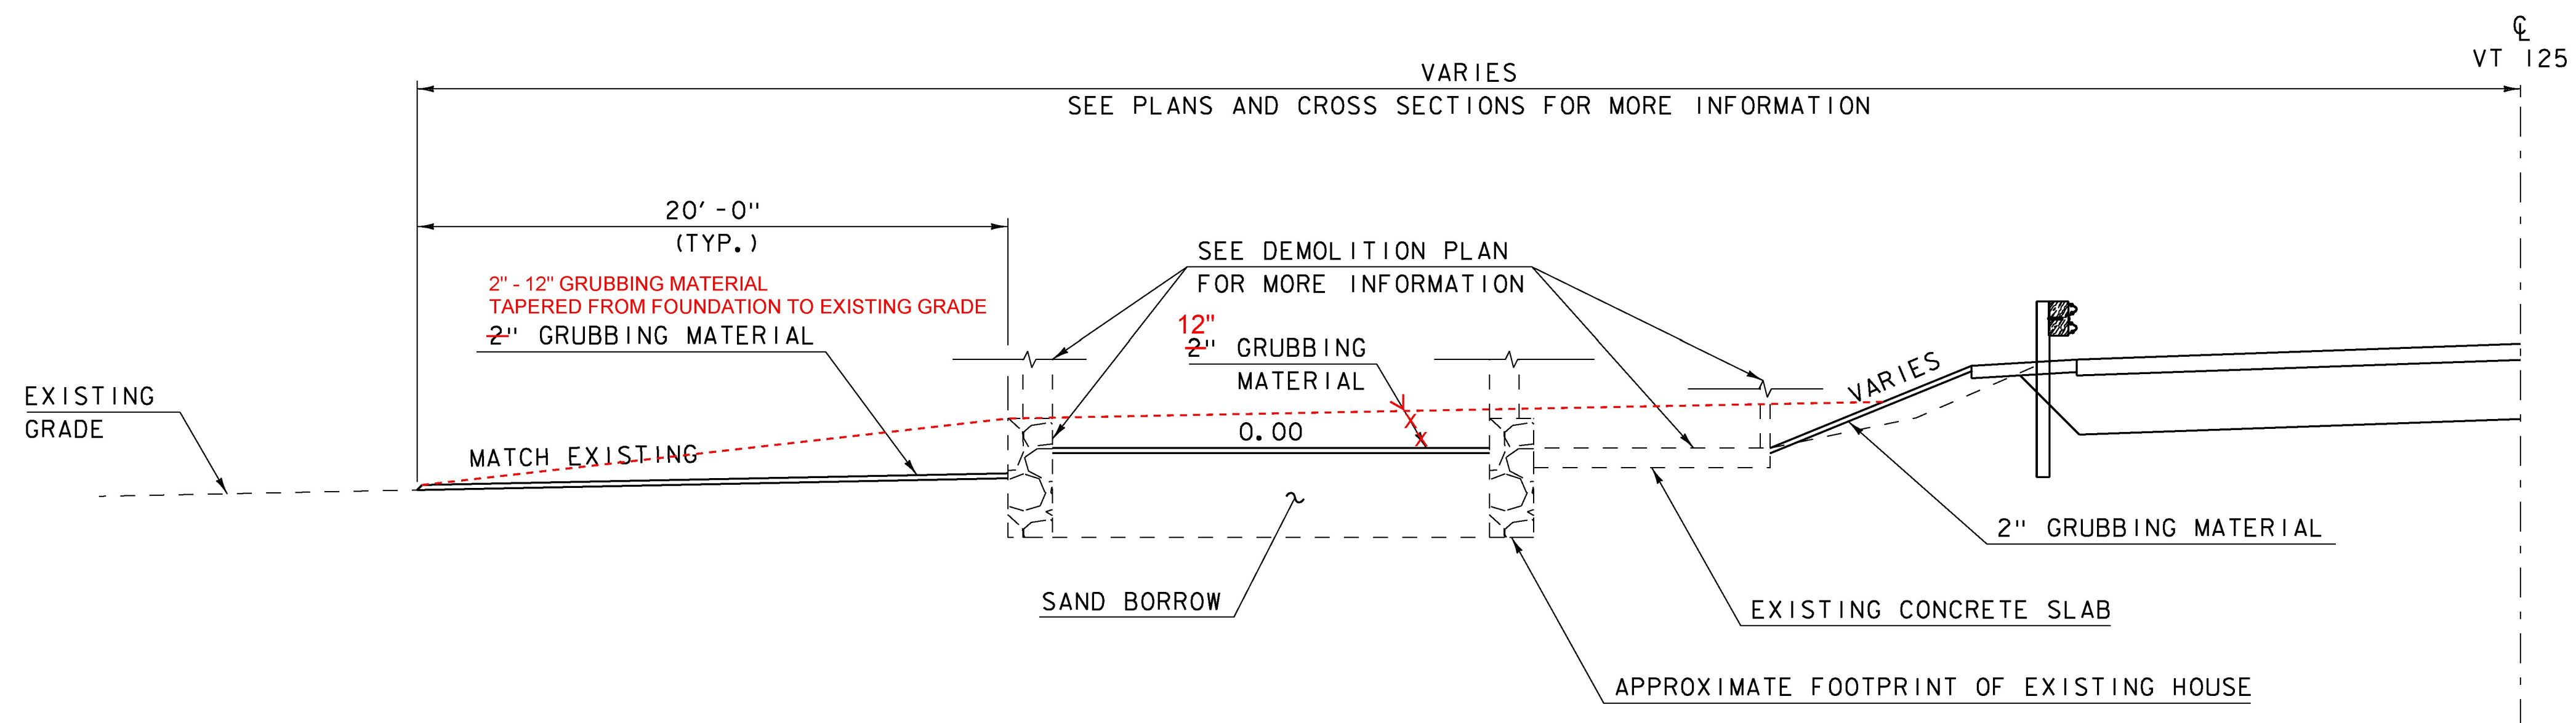 ℄
VT 125
VARIES
SEE PLANS AND CROSS SECTIONS FOR MORE INFORMATION
20'-0"
(TYP.)
2" - 12" GRUBBING MATERIAL
TAPERED FROM FOUNDATION TO EXISTING GRADE
2" GRUBBING MATERIAL
SEE DEMOLITION PLAN
FOR MORE INFORMATION
12"
2" GRUBBING
MATERIAL
EXISTING
GRADE
MATCH EXISTING
0.00
VARIES
2" GRUBBING MATERIAL
SAND BORROW
EXISTING CONCRETE SLAB
APPROXIMATE FOOTPRINT OF EXISTING HOUSE